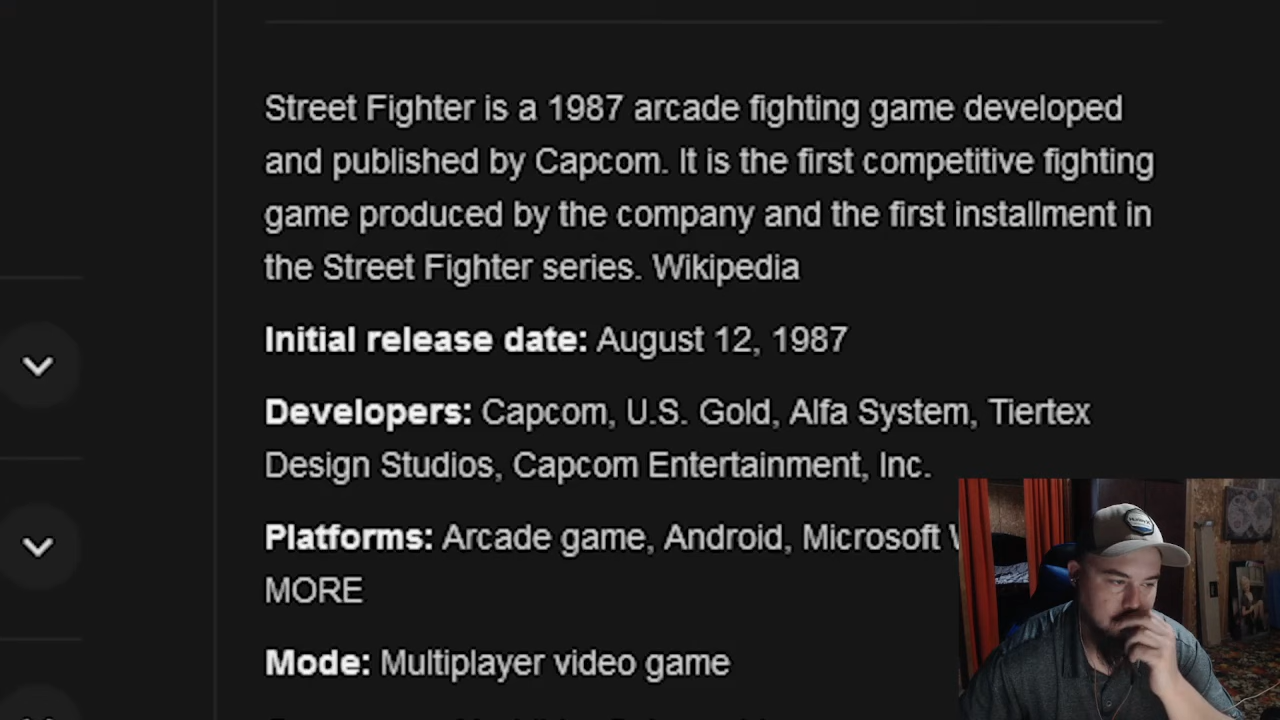 Street Fighter is a 1987 arcade fighting game developed
and published by Capcom. It is the first competitive fighting
game produced by the company and the first installment in
the Street Fighter series. Wikipedia
Initial release date: August 12, 1987
Developers: Capcom, U.S. Gold, Alfa System, Tiertex
Design Studios, Capcom Entertainment, Inc.
Platforms: Arcade game, Android, Microsoft
MORE
Mode: Multiplayer video game